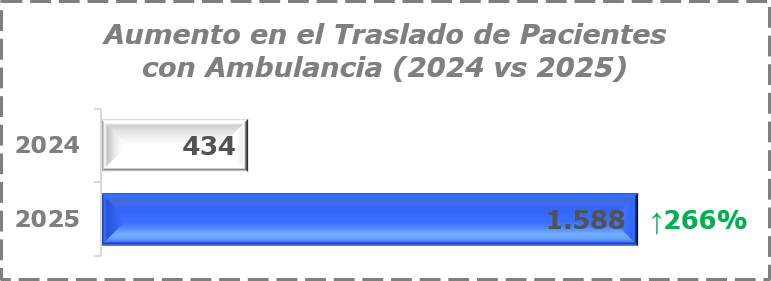 Aumento en el Traslado de Pacientes
con Ambulancia (2024 vs 2025)
2024
434
2025
1.588 ↑266%